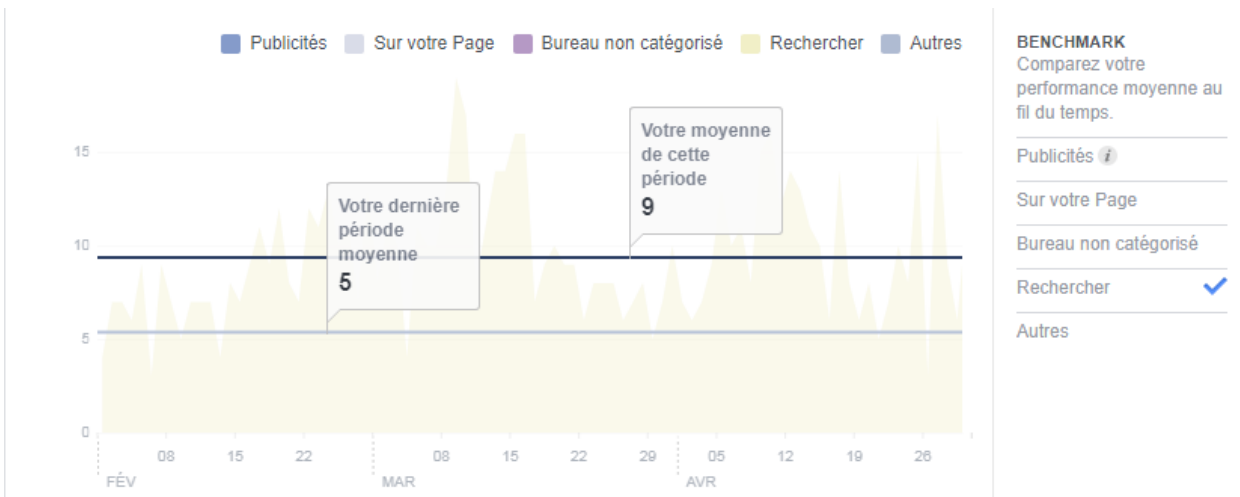 Publicités Sur votre Page Bureau non catégorisé Rechercher Autres
BENCHMARK
Comparez votre
performance moyenne au
fil du temps.
Publicités i
Sur votre Page
Bureau non catégorisé
Rechercher
Autres
15
10
5
0
Votre dernière
période
moyenne
5
Votre moyenne
de cette
période
9
08 15 22 08 15 22 29 05 12 19 26
FÉV MAR AVR